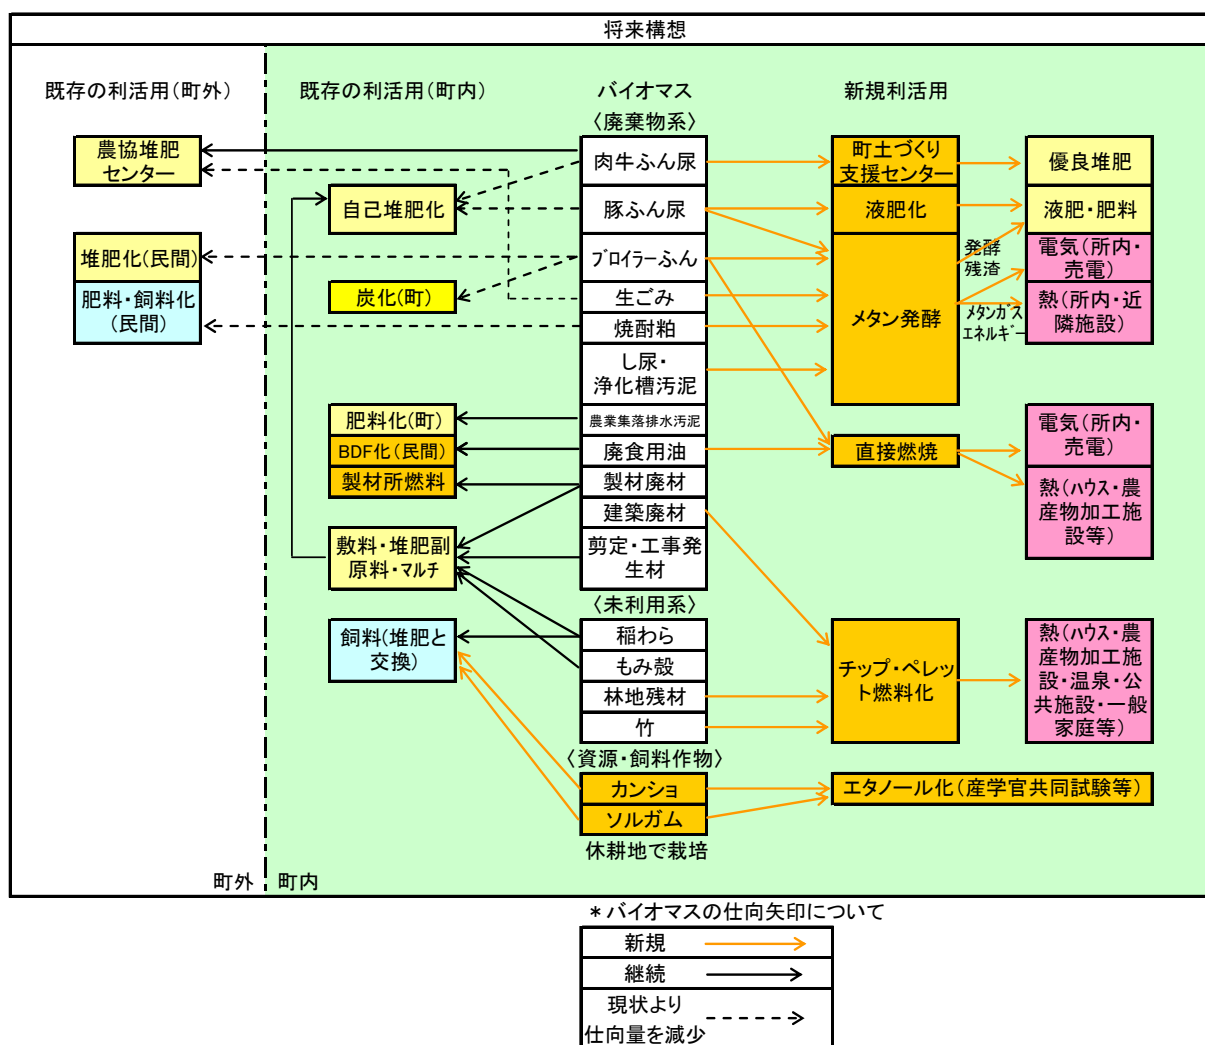 将来構想
既存の利活用(町外)
既存の利活用(町内)
バイオマス
新規利活用
〈廃棄物系〉
農協堆肥
センター
堆肥化(民間)
肥料・飼料化
(民間)
自己堆肥化
炭化(町)
肥料化(町)
BDF化(民間)
製材所燃料
敷料・堆肥副
原料・マルチ
飼料(堆肥と
交換)
肉牛ふん尿
豚ふん尿
ブロイラーふん
生ごみ
焼酎粕
し尿・
浄化槽汚泥
農業集落排水汚泥
廃食用油
製材廃材
建築廃材
剪定・工事発
生材
〈未利用系〉
稲わら
もみ殻
林地残材
竹
〈資源・飼料作物〉
カンショ
ソルガム
休耕地で栽培
町土づくり
支援センター
液肥化
メタン発酵
直接燃焼
チップ・ペレッ
ト燃料化
エタノール化(産学官共同試験等)
発酵
残渣
メタンガス
エネルギー
優良堆肥
液肥・肥料
電気(所内・
売電)
熱(所内・近
隣施設)
電気(所内・
売電)
熱(ハウス・農
産物加工施
設等)
熱(ハウス・農
産物加工施
設・温泉・公
共施設・一般
家庭等)
町外
町内
*バイオマスの仕向矢印について
新規
継続
現状より
仕向量を減少